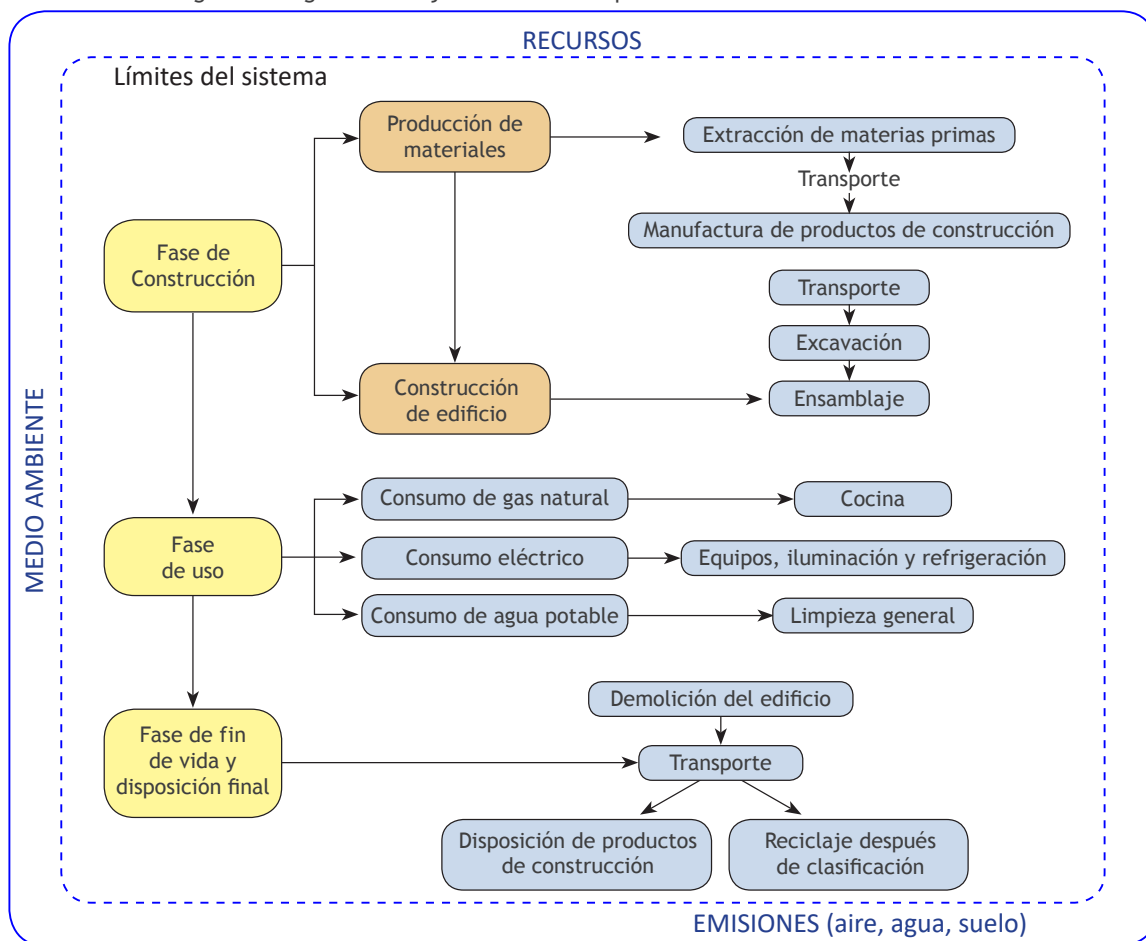 RECURSOS
Límites del sistema
Producción de
materiales
Extracción de materias primas
Transporte
Manufactura de productos de construcción
Fase de
Construcción
Transporte
Excavación
Construcción
de edificio
Ensamblaje
MEDIO AMBIENTE
Consumo de gas natural
Cocina
Fase
de uso
Consumo eléctrico
Equipos, iluminación y refrigeración
Consumo de agua potable
Limpieza general
Demolición del edificio
Fase de fin
de vida y
disposición final
Transporte
Disposición de productos
de construcción
Reciclaje después
de clasificación
EMISIONES (aire, agua, suelo)